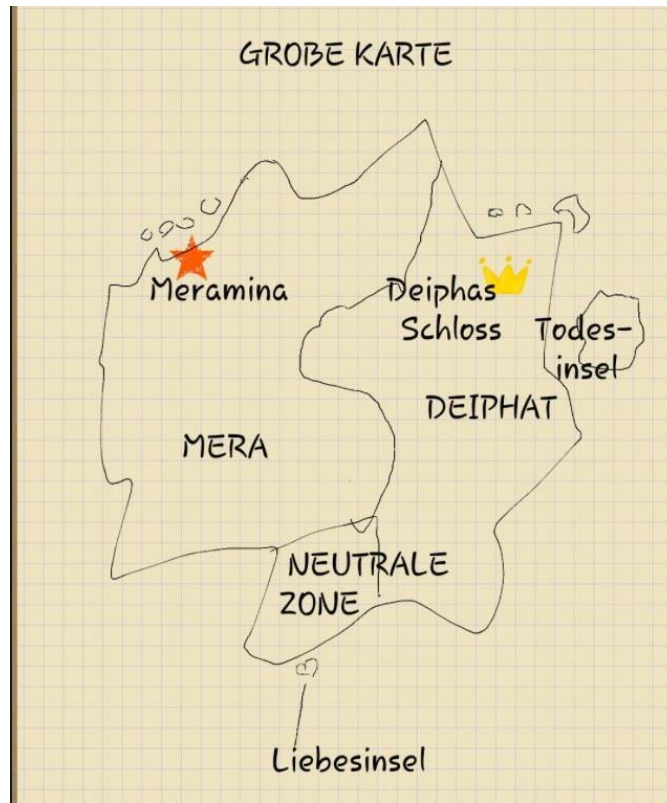 GROBE KARTE
Meramina
Deiphas
Schloss
Todes-
insel
DEIPHAT
MERA
NEUTRALE
ZONE
Liebesinsel